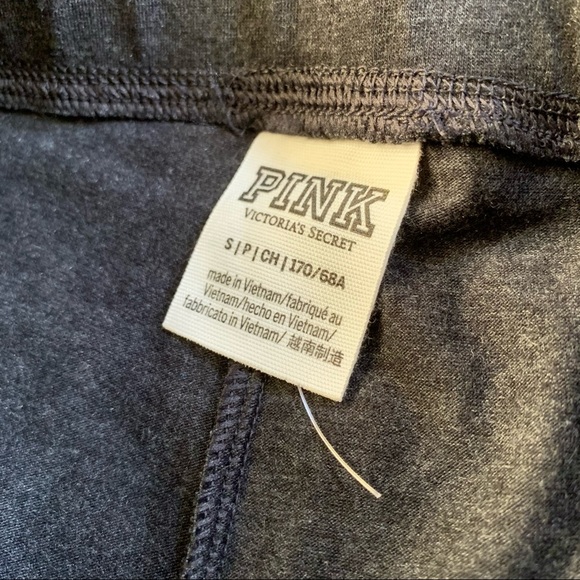 PINK
VICTORIA'S SECRET
S|P|CH|170/68A
made in Vietnam/fabriqué au
Vietnam/hecho en Vietnam/
fabbricato in Vietnam/ 越南制造